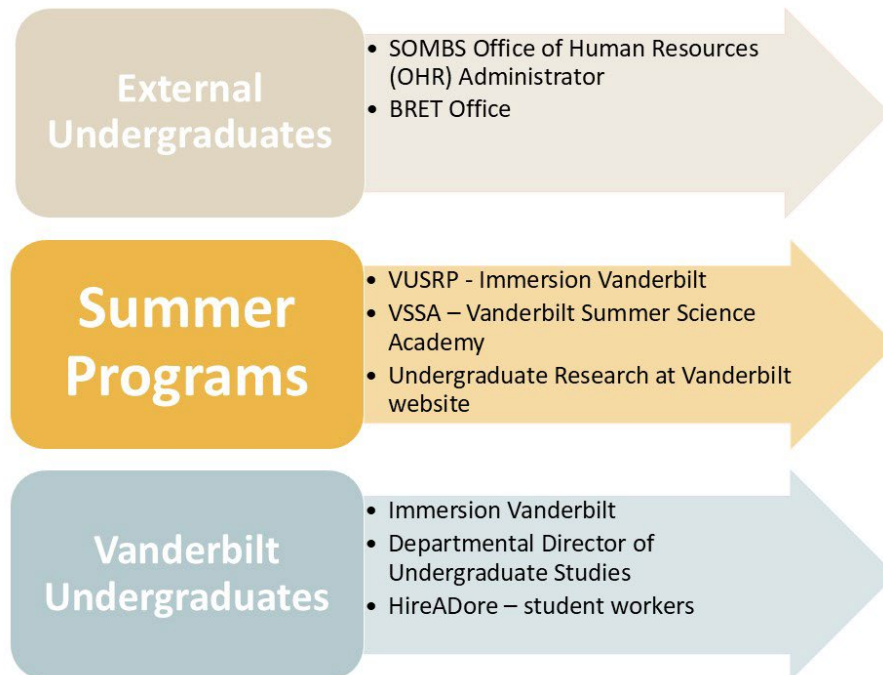 External
Undergraduates
• SOMBS Office of Human Resources
(OHR) Administrator
• BRET Office
Summer
Programs
• VUSRP - Immersion Vanderbilt
• VSSA – Vanderbilt Summer Science
Academy
• Undergraduate Research at Vanderbilt
website
Vanderbilt
Undergraduates
• Immersion Vanderbilt
• Departmental Director of
Undergraduate Studies
• HireADore – student workers